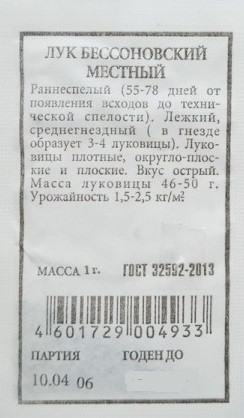 ЛУК БЕССОНОВСКИЙ
МЕСТНЫЙ
Раннеспелый (55-78 дней от
появления всходов до техни-
ческой спелости). Лежкий,
среднегнездный ( в гнезде
образует 3-4 луковицы). Луко-
вицы плотные, округло-плос-
кие и плоские. Вкус острый.
Масса луковицы 46-50 г.
Урожайность 1,5-2,5 кг/м²
МАССА 1 г. ГОСТ 32592-2013
4 601729 004933
ПАРТИЯ ГОДЕН ДО
10.04 06